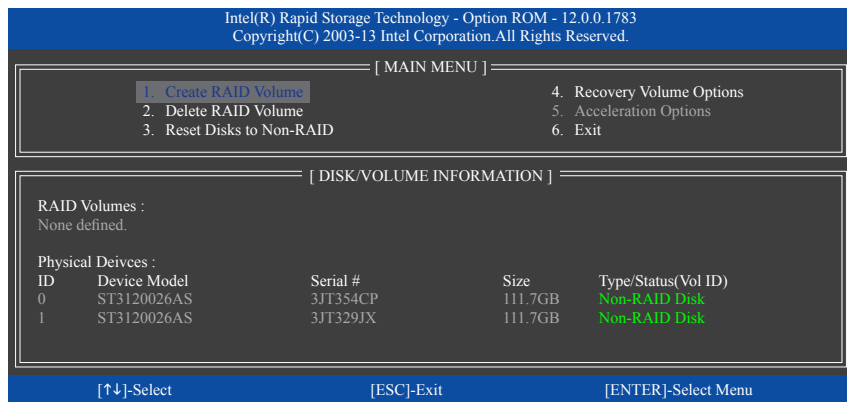 Intel(R) Rapid Storage Technology - Option ROM - 12.0.0.1783
Copyright(C) 2003-13 Intel Corporation.All Rights Reserved.
[ MAIN MENU ]
1. Create RAID Volume
2. Delete RAID Volume
3. Reset Disks to Non-RAID
4. Recovery Volume Options
5. Acceleration Options
6. Exit
[ DISK/VOLUME INFORMATION ]
RAID Volumes :
None defined.
Physical Deivces :
ID Device Model Serial # Size Type/Status(Vol ID)
0 ST3120026AS 3JT354CP 111.7GB Non-RAID Disk
1 ST3120026AS 3JT329JX 111.7GB Non-RAID Disk
[↑↓]-Select [ESC]-Exit [ENTER]-Select Menu